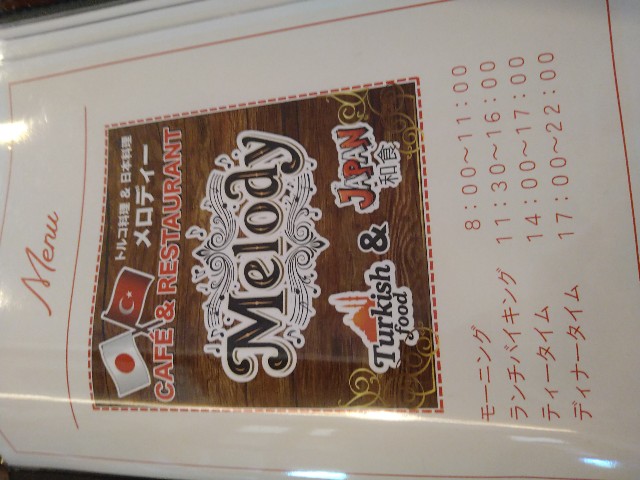 Menu
トルコ料理 & 日本料理
メロディー
CAFÉ & RESTAURANT
Melody
Turkish food & JAPAN 和食
モーニング 8:00～11:00
ランチバイキング 11:30～16:00
ティータイム 14:00～17:00
ディナータイム 17:00～22:00